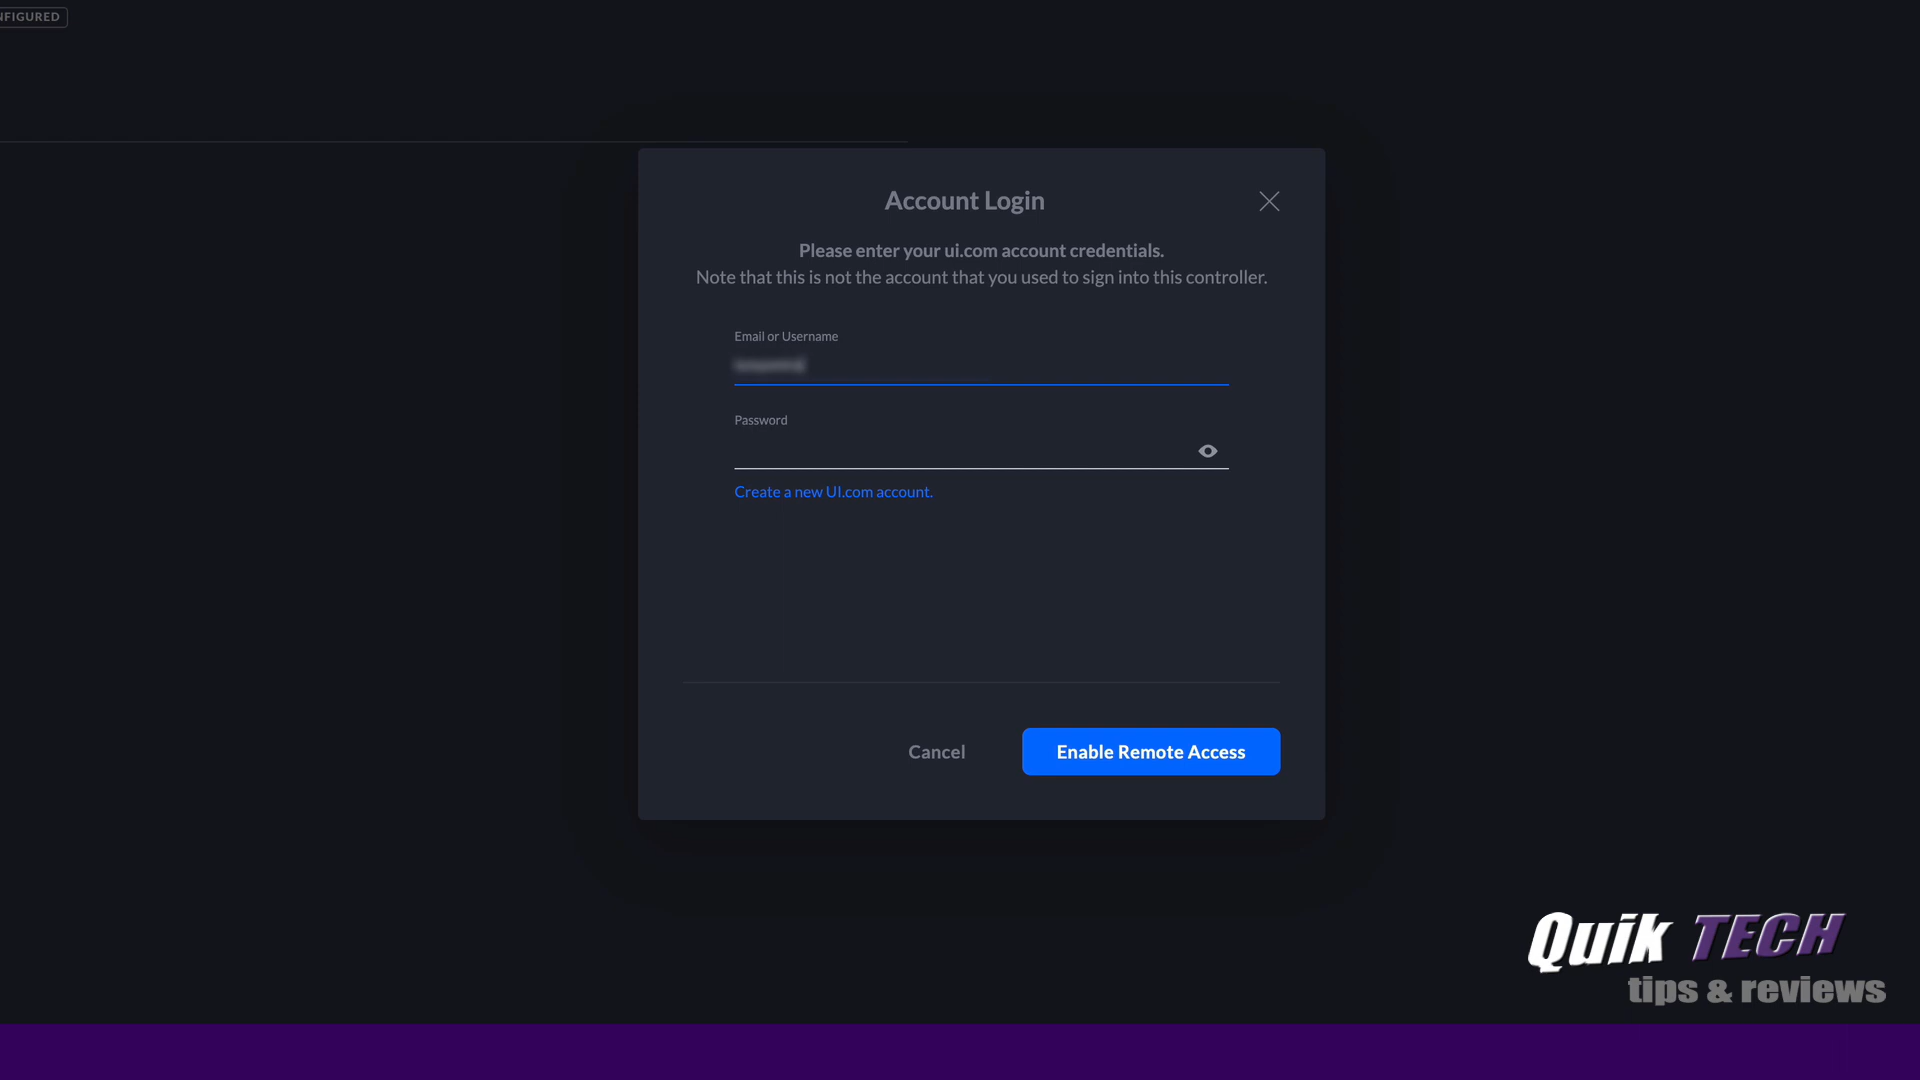 NFIGURED
Account Login
Please enter your ui.com account credentials.
Note that this is not the account that you used to sign into this controller.
Email or Username
Password
Create a new UI.com account.
Cancel
Enable Remote Access
Quik TECH
tips & reviews